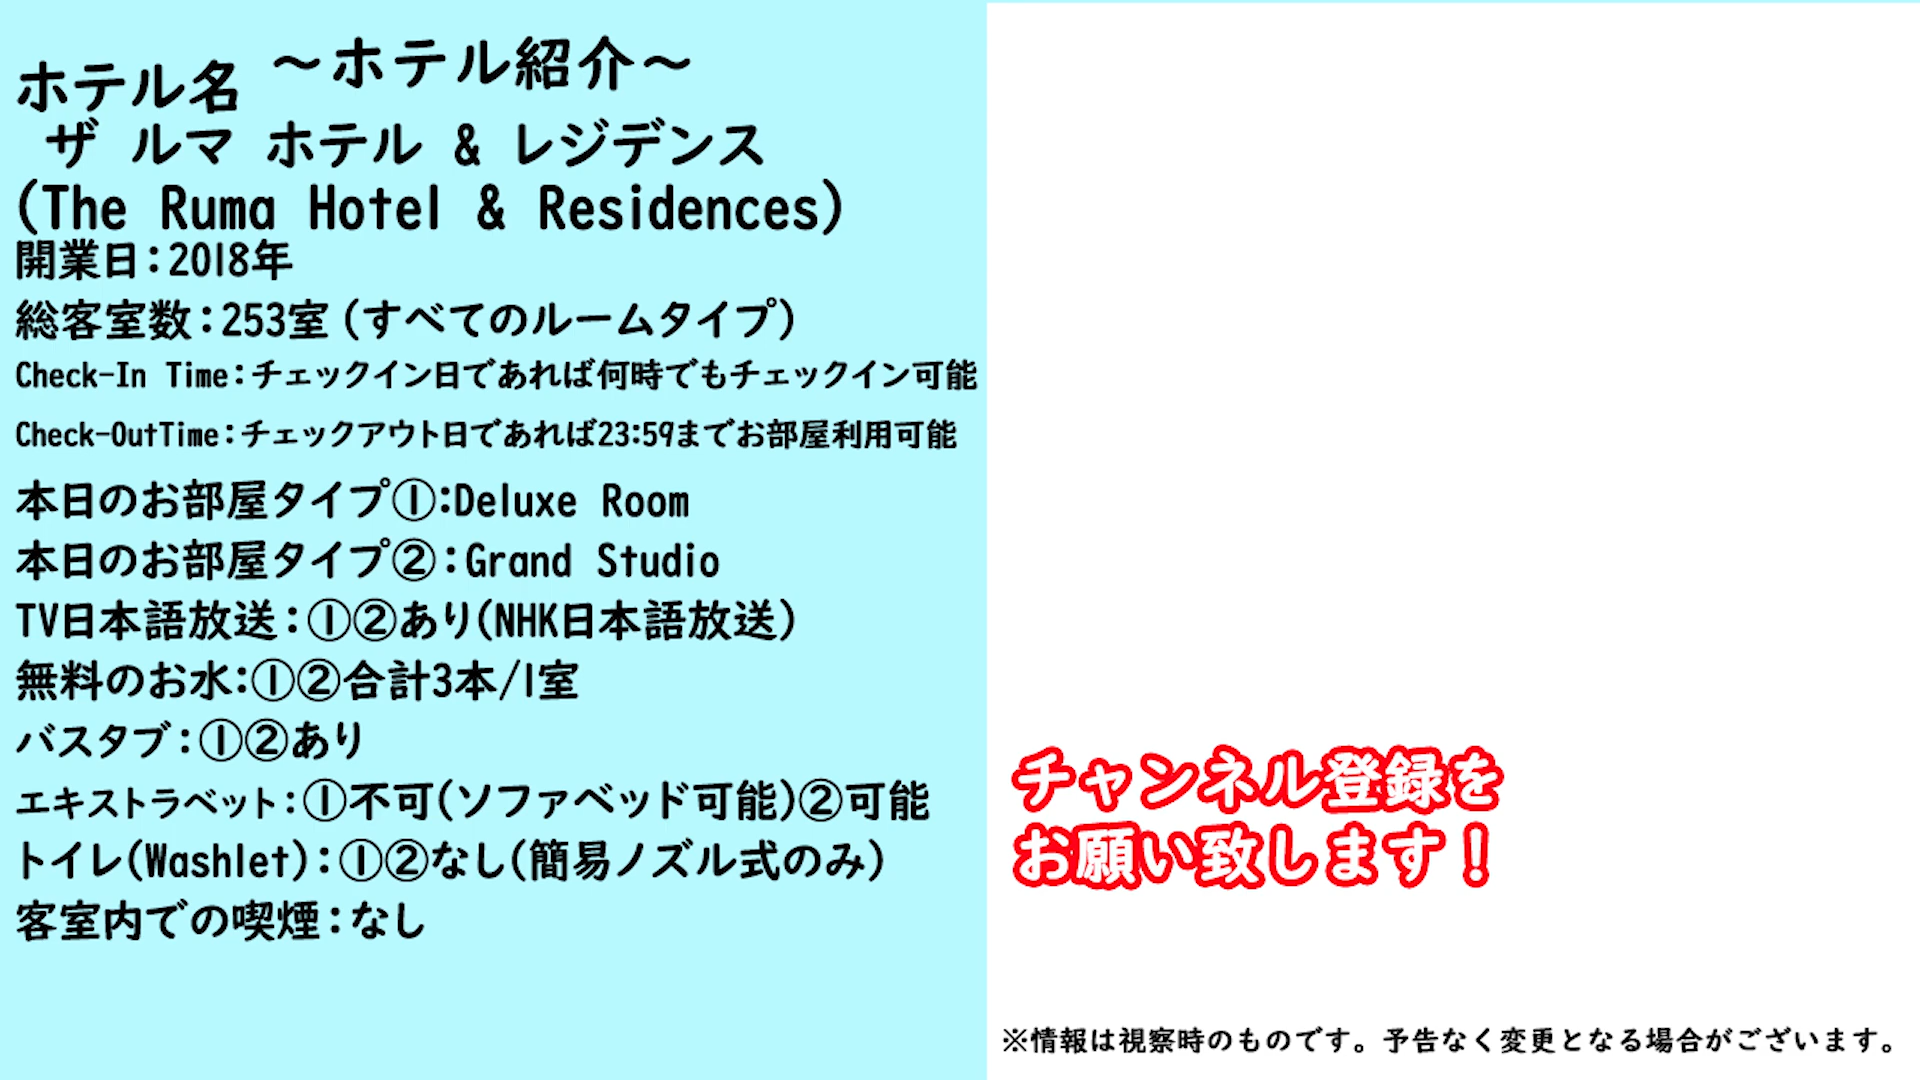 ～ホテル紹介～
ホテル名
ザ ルマ ホテル & レジデンス
(The Ruma Hotel & Residences)
開業日：2018年
総客室数：253室（すべてのルームタイプ）
Check-In Time：チェックイン日であれば何時でもチェックイン可能
Check-OutTime：チェックアウト日であれば23:59までお部屋利用可能
本日のお部屋タイプ①:Deluxe Room
本日のお部屋タイプ②：Grand Studio
TV日本語放送：①②あり(NHK日本語放送)
無料のお水:①②合計3本/1室
バスタブ：①②あり
エキストラベット：①不可(ソファベッド可能)②可能
トイレ(Washlet)：①②なし(簡易ノズル式のみ)
客室内での喫煙：なし
チャンネル登録を
お願い致します！
※情報は視察時のものです。予告なく変更となる場合がございます。